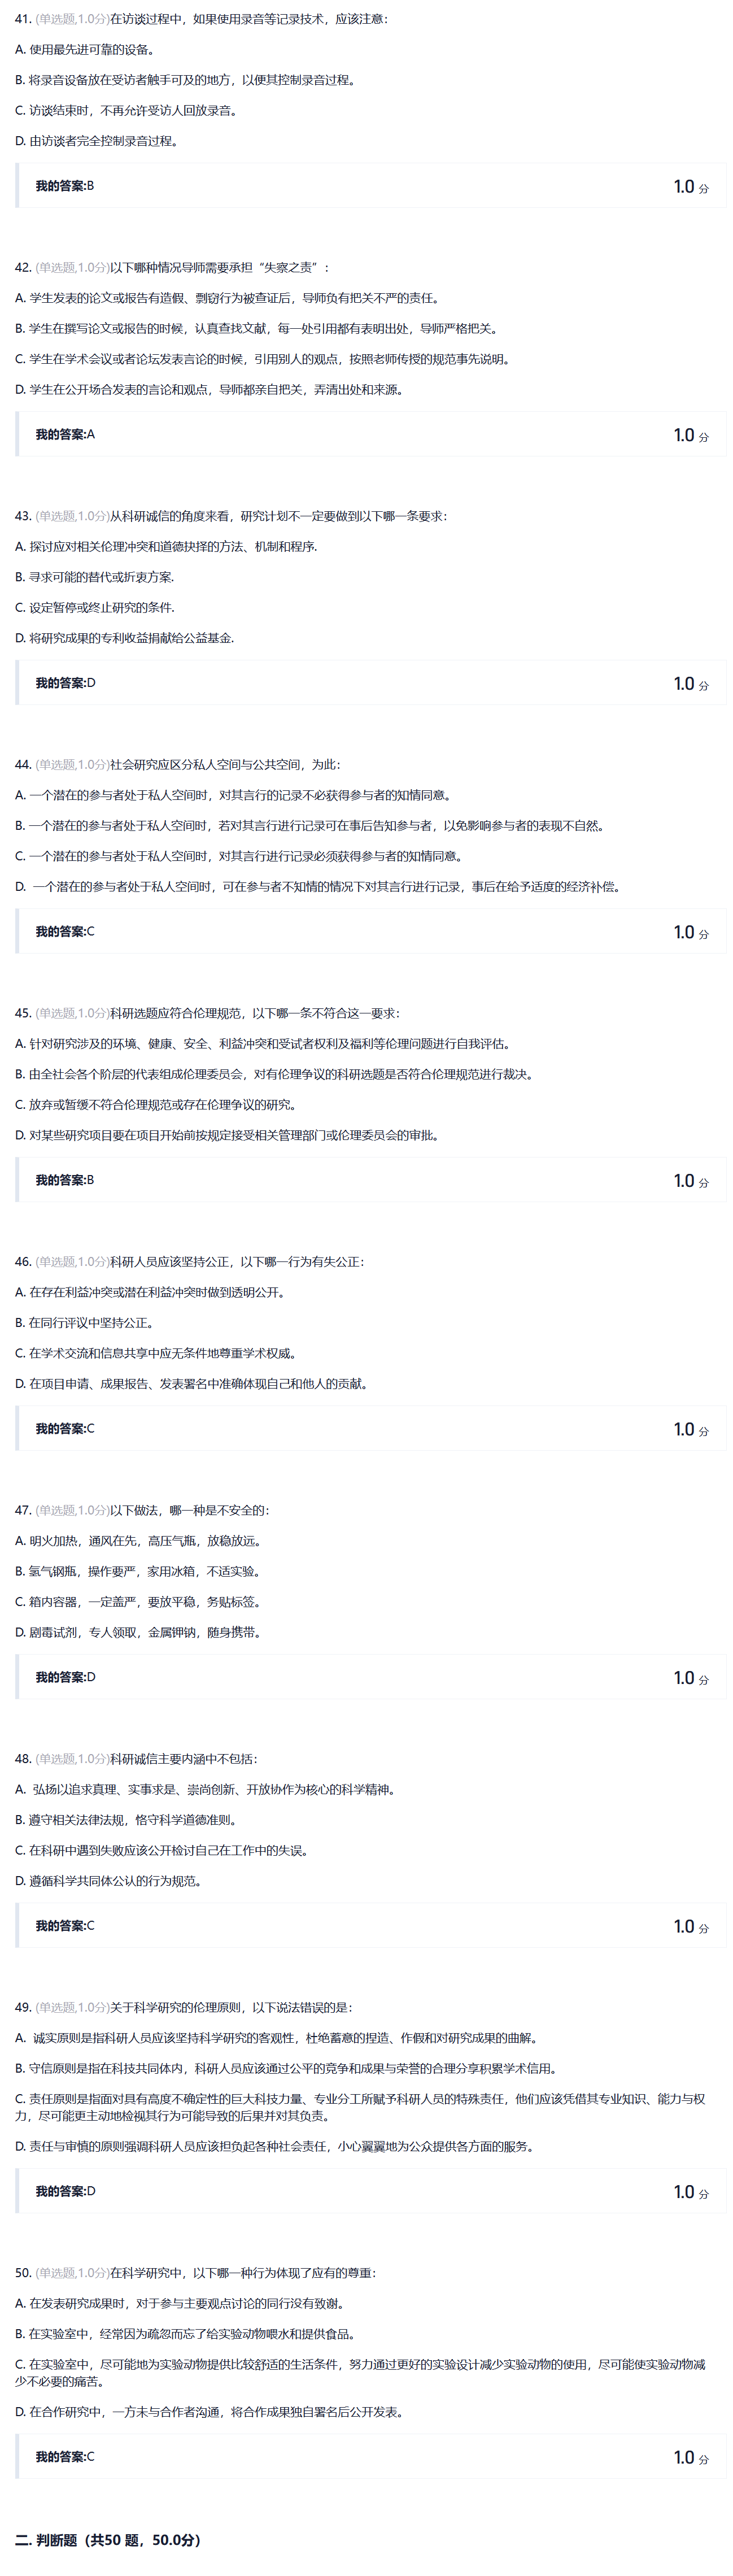 41. (单选题,1.0分)在访谈过程中，如果使用录音等记录技术，应该注意：
A. 使用最先进可靠的设备。
B. 将录音设备放在受访者触手可及的地方，以便其控制录音过程。
C. 访谈结束时，不再允许受访人回放录音。
D. 由访谈者完全控制录音过程。
我的答案:B
1.0 分
42. (单选题,1.0分)以下哪种情况导师需要承担“失察之责”：
A. 学生发表的论文或报告有造假、剽窃行为被查证后，导师负有把关不严的责任。
B. 学生在撰写论文或报告的时候，认真查找文献，每一处引用都有表明出处，导师严格把关。
C. 学生在学术会议或者论坛发表言论的时候，引用别人的观点，按照老师传授的规范事先说明。
D. 学生在公开场合发表的言论和观点，导师都亲自把关，弄清出处和来源。
我的答案:A
1.0 分
43. (单选题,1.0分)从科研诚信的角度来看，研究计划不一定要做到以下哪一条要求：
A. 探讨应对相关伦理冲突和道德抉择的方法、机制和程序.
B. 寻求可能的替代或折衷方案.
C. 设定暂停或终止研究的条件.
D. 将研究成果的专利收益捐献给公益基金.
我的答案:D
1.0 分
44. (单选题,1.0分)社会研究应区分私人空间与公共空间，为此：
A. 一个潜在的参与者处于私人空间时，对其言行的记录不必获得参与者的知情同意。
B. 一个潜在的参与者处于私人空间时，若对其言行进行记录可在事后告知参与者，以免影响参与者的表现不自然。
C. 一个潜在的参与者处于私人空间时，对其言行进行记录必须获得参与者的知情同意。
D. 一个潜在的参与者处于私人空间时，可在参与者不知情的情况下对其言行进行记录，事后在给予适度的经济补偿。
我的答案:C
1.0 分
45. (单选题,1.0分)科研选题应符合伦理规范，以下哪一条不符合这一要求：
A. 针对研究涉及的环境、健康、安全、利益冲突和受试者权利及福利等伦理问题进行自我评估。
B. 由全社会各个阶层的代表组成伦理委员会，对有伦理争议的科研选题是否符合伦理规范进行裁决。
C. 放弃或暂缓不符合伦理规范或存在伦理争议的研究。
D. 对某些研究项目要在项目开始前按规定接受相关管理部门或伦理委员会的审批。
我的答案:B
1.0 分
46. (单选题,1.0分)科研人员应该坚持公正，以下哪一行为有失公正：
A. 在存在利益冲突或潜在利益冲突时做到透明公开。
B. 在同行评议中坚持公正。
C. 在学术交流和信息共享中应无条件地尊重学术权威。
D. 在项目申请、成果报告、发表署名中准确体现自己和他人的贡献。
我的答案:C
1.0 分
47. (单选题,1.0分)以下做法，哪一种是不安全的：
A. 明火加热，通风在先，高压气瓶，放稳放远。
B. 氢气钢瓶，操作要严，家用冰箱，不适实验。
C. 箱内容器，一定盖严，要放平稳，务贴标签。
D. 剧毒试剂，专人领取，金属钾钠，随身携带。
我的答案:D
1.0 分
48. (单选题,1.0分)科研诚信主要内涵中不包括：
A. 弘扬以追求真理、实事求是、崇尚创新、开放协作为核心的科学精神。
B. 遵守相关法律法规，恪守科学道德准则。
C. 在科研中遇到失败应该公开检讨自己在工作中的失误。
D. 遵循科学共同体公认的行为规范。
我的答案:C
1.0 分
49. (单选题,1.0分)关于科学研究的伦理原则，以下说法错误的是：
A. 诚实原则是指科研人员应该坚持科学研究的客观性，杜绝蓄意的捏造、作假和对研究成果的曲解。
B. 守信原则是指在科技共同体内，科研人员应该通过公平的竞争和成果与荣誉的合理分享积累学术信用。
C. 责任原则是指面对具有高度不确定性的巨大科技力量、专业分工所赋予科研人员的特殊责任，他们应该凭借其专业知识、能力与权
力，尽可能更主动地检视其行为可能导致的后果并对其负责。
D. 责任与审慎的原则强调科研人员应该担负起各种社会责任，小心翼翼地为公众提供各方面的服务。
我的答案:D
1.0 分
50. (单选题,1.0分)在科学研究中，以下哪一种行为体现了应有的尊重：
A. 在发表研究成果时，对于参与主要观点讨论的同行没有致谢。
B. 在实验室中，经常因为疏忽而忘了给实验动物喂水和提供食品。
C. 在实验室中，尽可能地为实验动物提供比较舒适的生活条件，努力通过更好的实验设计减少实验动物的使用，尽可能使实验动物减
少不必要的痛苦。
D. 在合作研究中，一方未与合作者沟通，将合作成果独自署名后公开发表。
我的答案:C
1.0 分
二. 判断题（共50 题，50.0分）